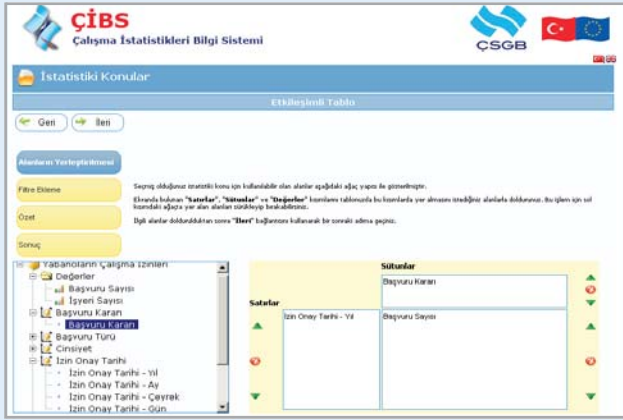 ÇİBS
Çalışma İstatistikleri Bilgi Sistemi
ÇSGB
İstatistiki Konular
Etkileşimli Tablo
Geri
İleri
Alanların Yerleştirilmesi
Filtre Ekleme
Özet
Sonuç
Seçmiş olduğunuz istatistiki konu için kullanılabilir olan alanlar aşağıdaki ağaç yapısı ile gösterilmiştir.
Ekranda bulunan "Satırlar", "Sütunlar" ve "Değerler" kısımlarını tablonuzda bu kısımlarda yer almasını istediğiniz alanlarla doldurunuz. Bu işlem için sol
kısımdaki ağaçta yer alan alanları sürükleyip bırakabilirsiniz.
İlgili alanlar doldurulduktan sonra "İleri" bağlantısını kullanarak bir sonraki adıma geçiniz.
Yabancıların Çalışma İzinleri
Değerler
Başvuru Sayısı
İşyeri Sayısı
Başvuru Kararı
Başvuru Kararı
Başvuru Türü
Cinsiyet
İzin Onay Tarihi
İzin Onay Tarihi - Yıl
İzin Onay Tarihi - Ay
İzin Onay Tarihi - Çeyrek
İzin Onay Tarihi - Gün
Sütunlar
Başvuru Kararı
Satırlar
İzin Onay Tarihi - Yıl
Başvuru Sayısı